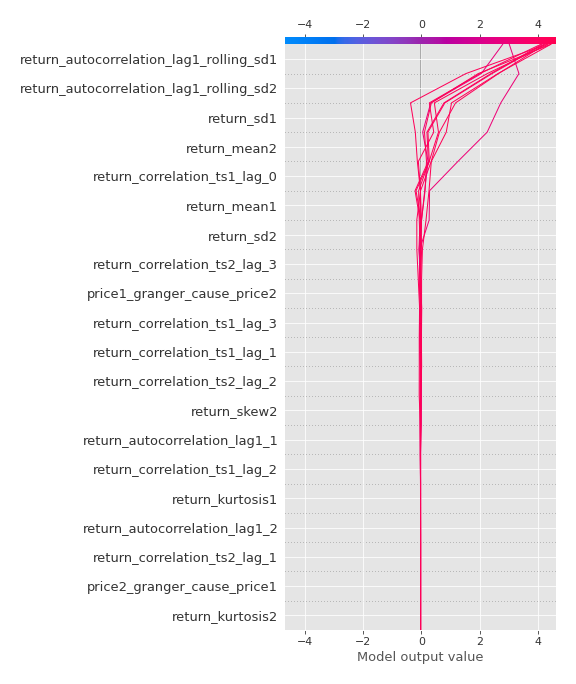 −4 −2 0 2 4
return_autocorrelation_lag1_rolling_sd1
return_autocorrelation_lag1_rolling_sd2
return_sd1
return_mean2
return_correlation_ts1_lag_0
return_mean1
return_sd2
return_correlation_ts2_lag_3
price1_granger_cause_price2
return_correlation_ts1_lag_3
return_correlation_ts1_lag_1
return_correlation_ts2_lag_2
return_skew2
return_autocorrelation_lag1_1
return_correlation_ts1_lag_2
return_kurtosis1
return_autocorrelation_lag1_2
return_correlation_ts2_lag_1
price2_granger_cause_price1
return_kurtosis2
−4 −2 0 2 4
Model output value